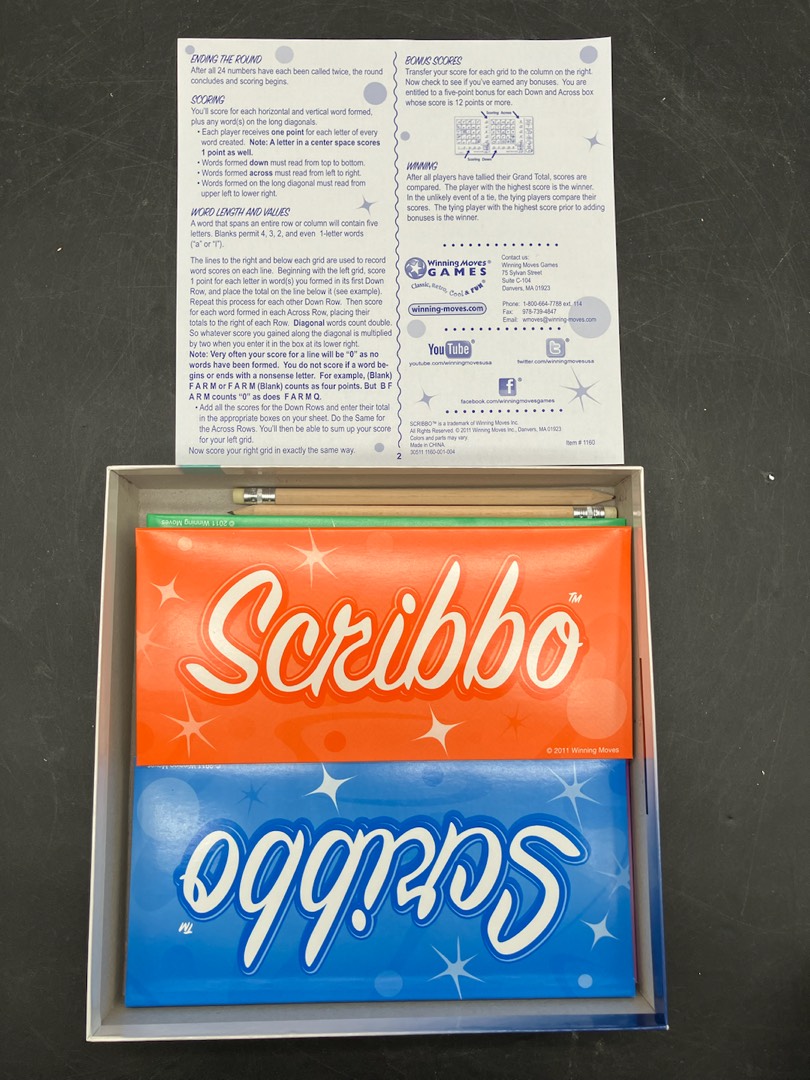 ENDING THE ROUND
After all 24 numbers have each been called twice, the round
concludes and scoring begins.
SCORING
You'll score for each horizontal and vertical word formed,
plus any word(s) on the long diagonals.
• Each player receives one point for each letter of every
word created. Note: A letter in a center space scores
1 point as well.
• Words formed down must read from top to bottom.
• Words formed across must read from left to right.
• Words formed on the long diagonal must read from
upper left to lower right.
WORD LENGTH AND VALUES
A word that spans an entire row or column will contain five
letters. Blanks permit 4, 3, 2, and even 1-letter words
("a" or "I").
The lines to the right and below each grid are used to record
word scores on each line. Beginning with the left grid, score
1 point for each letter in word(s) you formed in its first Down
Row, and place the total on the line below it (see example).
Repeat this process for each other Down Row. Then score
for each word formed in each Across Row, placing their
totals to the right of each Row. Diagonal words count double.
So whatever score you gained along the diagonal is multiplied
by two when you enter it in the box at its lower right.
Note: Very often your score for a line will be "0" as no
words have been formed. You do not score if a word be-
gins or ends with a nonsense letter. For example, (Blank)
F A R M or F A R M (Blank) counts as four points. But B F
A R M counts "0" as does F A R M Q.
• Add all the scores for the Down Rows and enter their total
in the appropriate boxes on your sheet. Do the Same for
the Across Rows. You'll then be able to sum up your score
for your left grid.
Now score your right grid in exactly the same way.
2
BONUS SCORES
Transfer your score for each grid to the column on the right.
Now check to see if you've earned any bonuses. You are
entitled to a five-point bonus for each Down and Across box
whose score is 12 points or more.
Scoring Across
Scoring Down
WINNING
After all players have tallied their Grand Total, scores are
compared. The player with the highest score is the winner.
In the unlikely event of a tie, the tying players compare their
scores. The tying player with the highest score prior to adding
bonuses is the winner.
Winning Moves®
GAMES
Classic, Retro, Cool & FUN®
winning-moves.com
Contact us:
Winning Moves Games
75 Sylvan Street
Suite C-104
Danvers, MA 01923
Phone: 1-800-664-7788 ext. 114
Fax: 978-739-4847
Email: wmoves@winning-moves.com
YouTube
youtube.com/winningmovesusa
twitter.com/winningmovesusa
facebook.com/winningmovesgames
SCRIBBO™ is a trademark of Winning Moves Inc.
All Rights Reserved. © 2011 Winning Moves Inc., Danvers, MA 01923
Colors and parts may vary.
Made in CHINA.
00511 1160-001-004
Item # 1160
© 2011 Winning Moves
Scribbo™
© 2011 Winning Moves
© 2011 Winning
Scribbo™